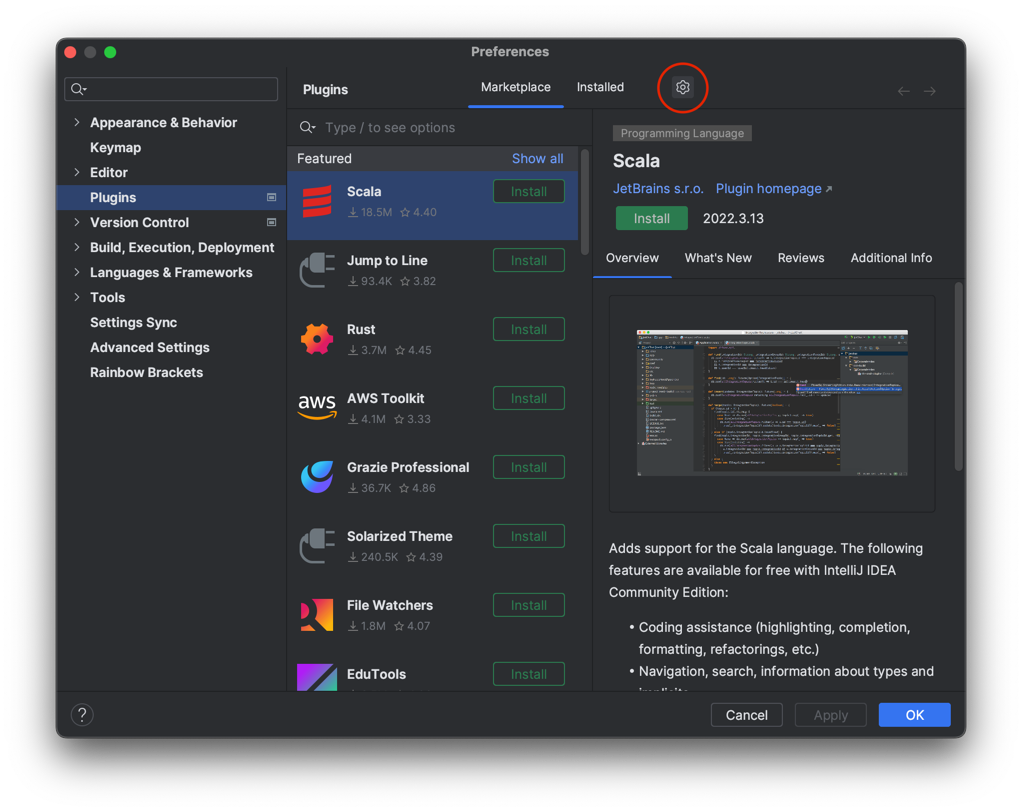 Preferences
Plugins
Marketplace
Installed
Appearance & Behavior
Keymap
Editor
Plugins
Version Control
Build, Execution, Deployment
Languages & Frameworks
Tools
Settings Sync
Advanced Settings
Rainbow Brackets
Type / to see options
Featured
Show all
Scala
18.5M
4.40
Install
Jump to Line
93.4K
3.82
Install
Rust
3.7M
4.45
Install
aws
AWS Toolkit
4.1M
3.33
Install
Grazie Professional
36.7K
4.86
Install
Solarized Theme
240.5K
4.39
Install
File Watchers
1.8M
4.07
Install
EduTools
Install
Programming Language
Scala
JetBrains s.r.o. Plugin homepage ↗
Install
2022.3.13
Overview
What's New
Reviews
Additional Info
Adds support for the Scala language. The following
features are available for free with IntelliJ IDEA
Community Edition:
• Coding assistance (highlighting, completion,
formatting, refactorings, etc.)
• Navigation, search, information about types and
?
Cancel
Apply
OK